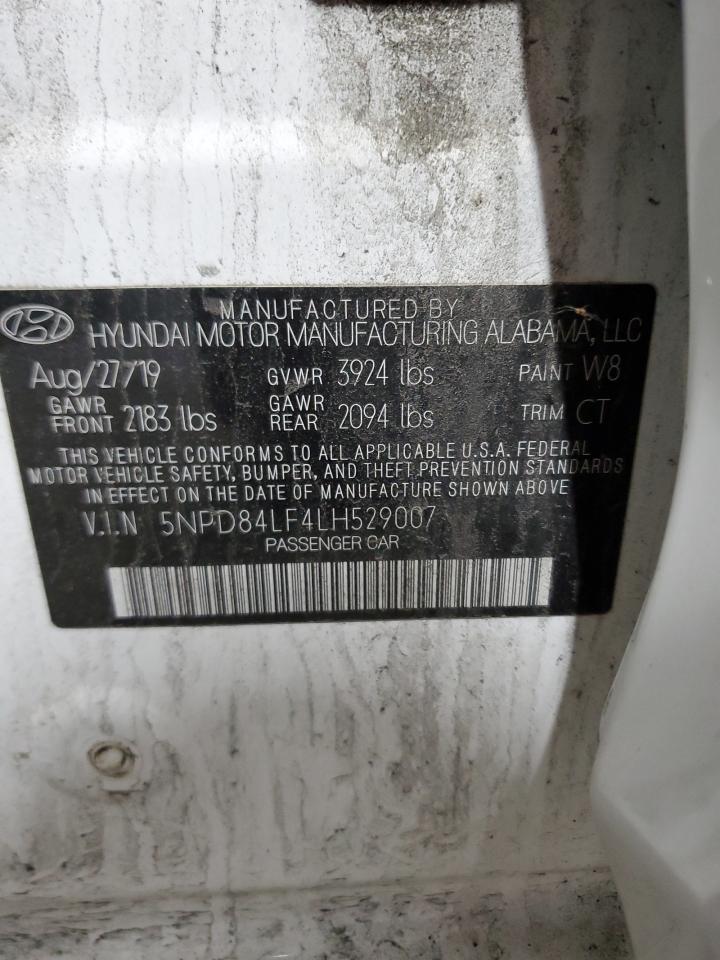 MANUFACTURED BY
HYUNDAI MOTOR MANUFACTURING ALABAMA, LLC
Aug/27/19 GVWR 3924 lbs PAINT W8
GAWR FRONT 2183 lbs GAWR REAR 2094 lbs TRIM CT
THIS VEHICLE CONFORMS TO ALL APPLICABLE U.S.A. FEDERAL
MOTOR VEHICLE SAFETY, BUMPER, AND THEFT PREVENTION STANDARDS
IN EFFECT ON THE DATE OF MANUFACTURE SHOWN ABOVE
V.I.N 5NPD84LF4LH529007
PASSENGER CAR